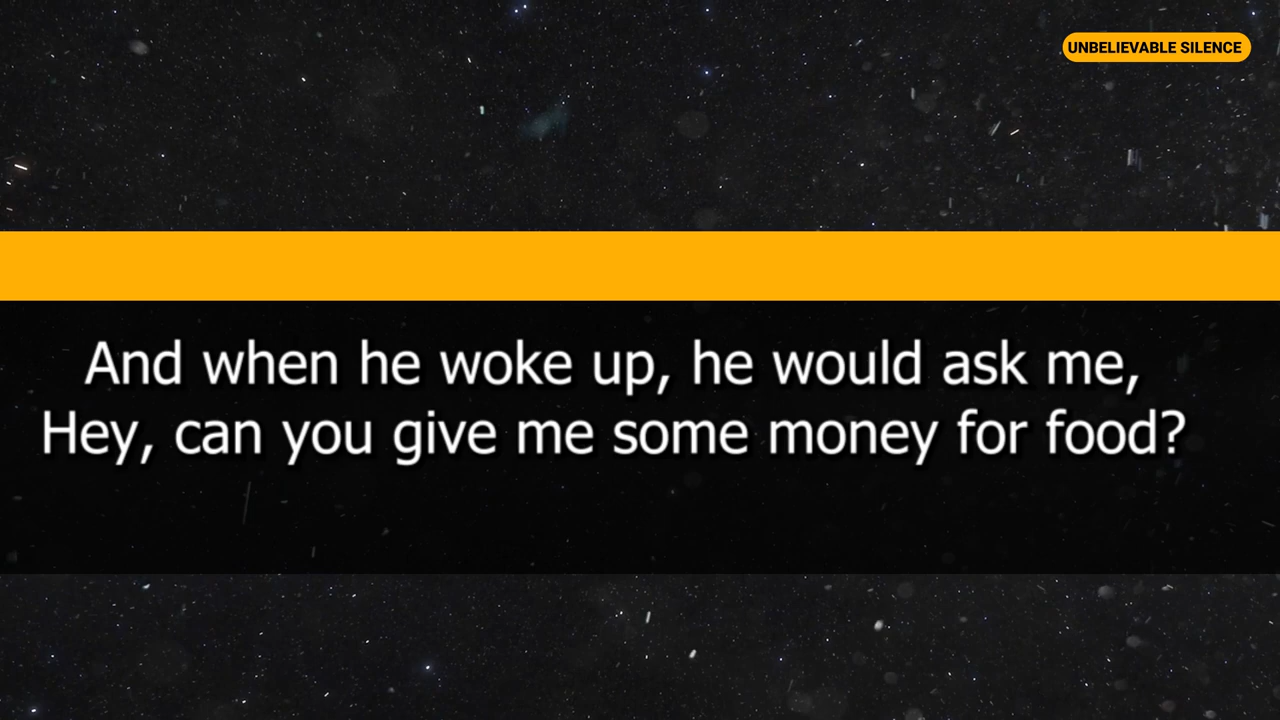 UNBELIEVABLE SILENCE
And when he woke up, he would ask me,
Hey, can you give me some money for food?